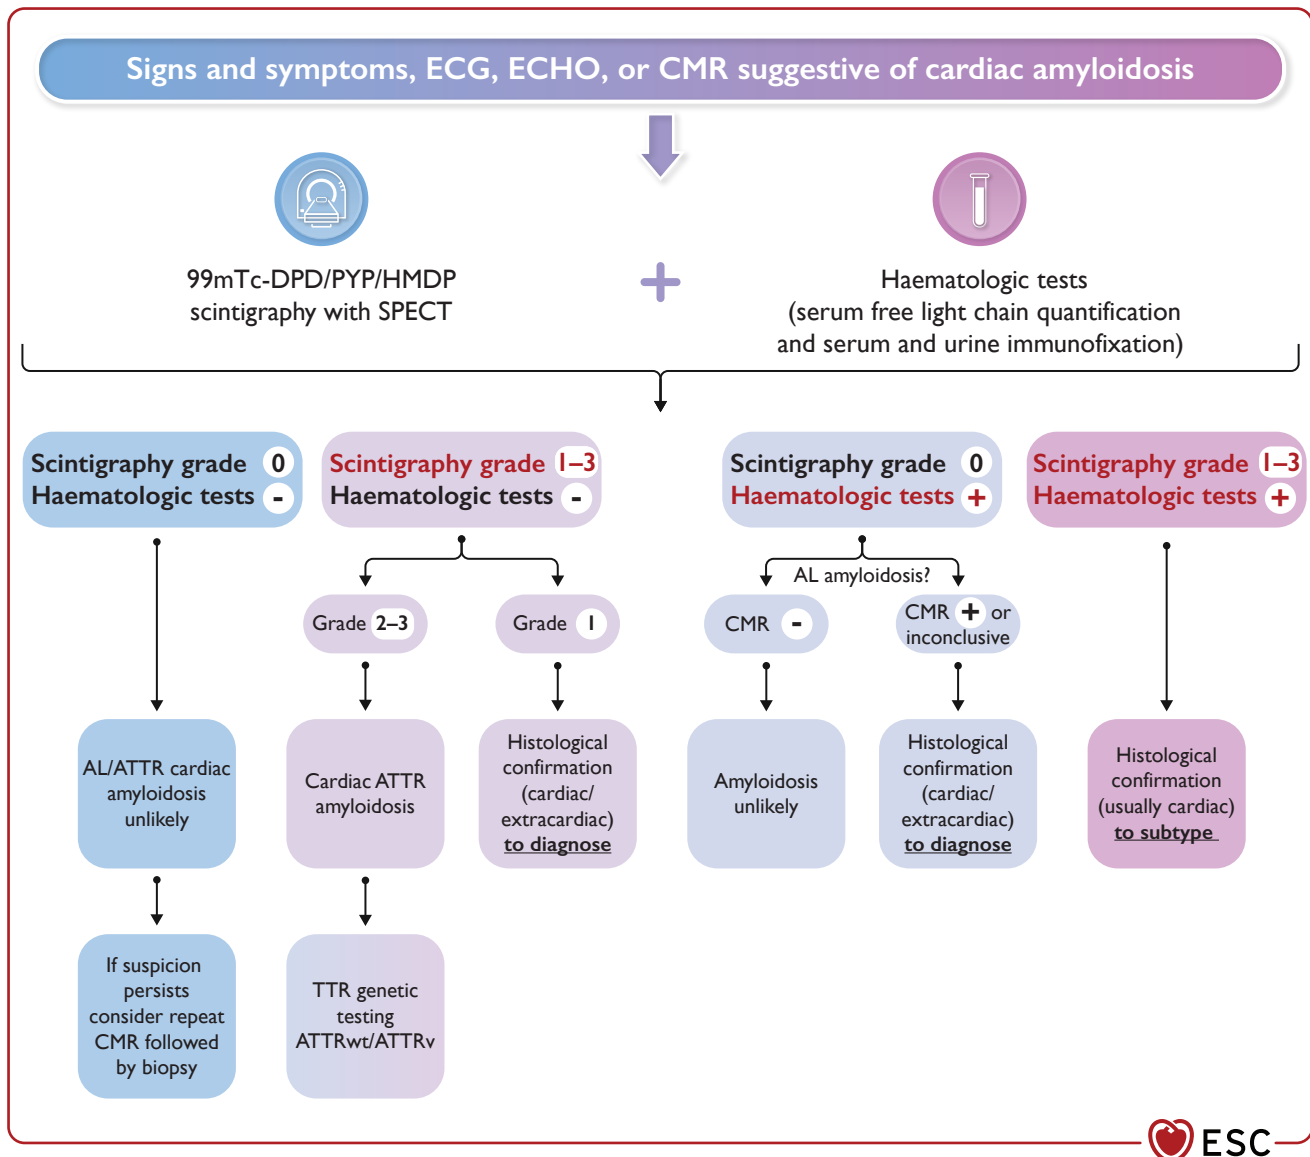 Signs and symptoms, ECG, ECHO, or CMR suggestive of cardiac amyloidosis
99mTc-DPD/PYP/HMDP
scintigraphy with SPECT
+
Haematologic tests
(serum free light chain quantification
and serum and urine immunofixation)
Scintigraphy grade 0
Haematologic tests -
Scintigraphy grade 1–3
Haematologic tests -
Scintigraphy grade 0
Haematologic tests +
Scintigraphy grade 1–3
Haematologic tests +
AL amyloidosis?
Grade 2–3
Grade 1
CMR -
CMR + or
inconclusive
AL/ATTR cardiac
amyloidosis
unlikely
Cardiac ATTR
amyloidosis
Histological
confirmation
(cardiac/
extracardiac)
to diagnose
Amyloidosis
unlikely
Histological
confirmation
(cardiac/
extracardiac)
to diagnose
Histological
confirmation
(usually cardiac)
to subtype
If suspicion
persists
consider repeat
CMR followed
by biopsy
TTR genetic
testing
ATTRwt/ATTRv
ESC